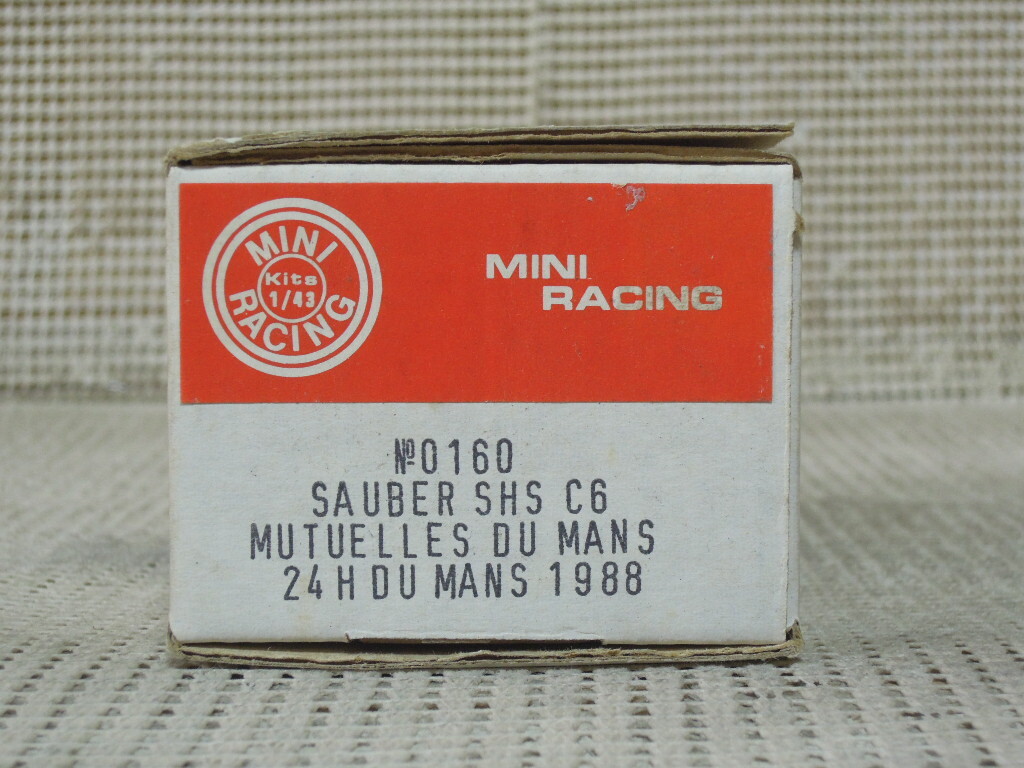 MINI
Kits
1/43
RACING
MINI
RACING
№0160
SAUBER SHS C6
MUTUELLES DU MANS
24 H DU MANS 1988